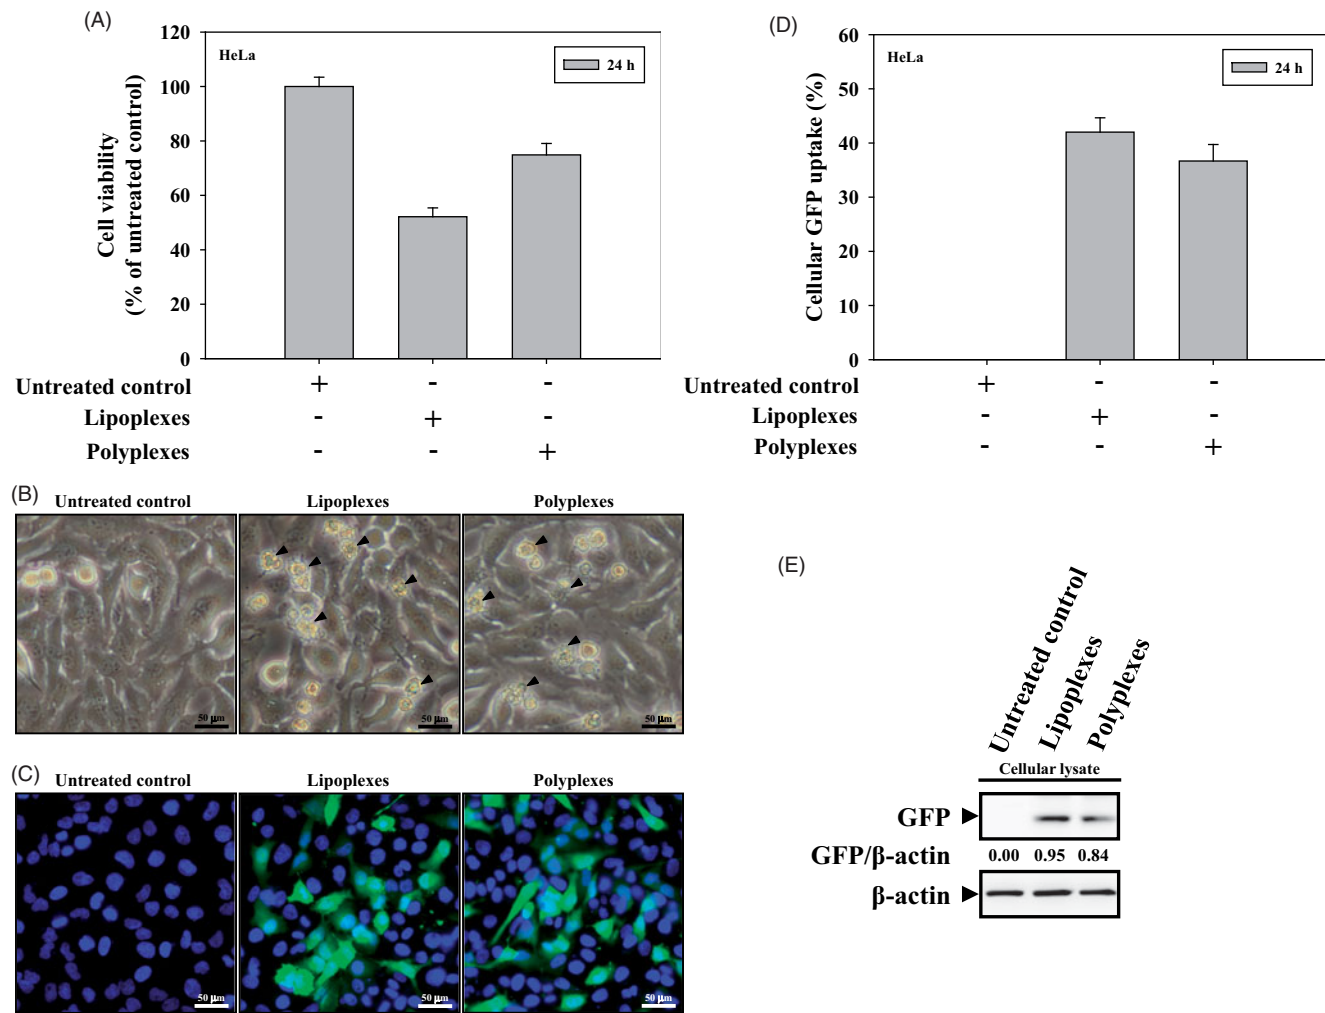 (A)
HeLa
24 h
120
100
80
60
40
20
0
Cell viability
(% of untreated control)
Untreated control + - -
Lipoplexes - + -
Polyplexes - - +
(D)
HeLa
24 h
60
50
40
30
20
10
0
Cellular GFP uptake (%)
Untreated control + - -
Lipoplexes - + -
Polyplexes - - +
(B)
Untreated control Lipoplexes Polyplexes
50 µm 50 µm 50 µm
(C)
Untreated control Lipoplexes Polyplexes
50 µm 50 µm 50 µm
(E)
Untreated control
Lipoplexes
Polyplexes
Cellular lysate
GFP
GFP/β-actin 0.00 0.95 0.84
β-actin